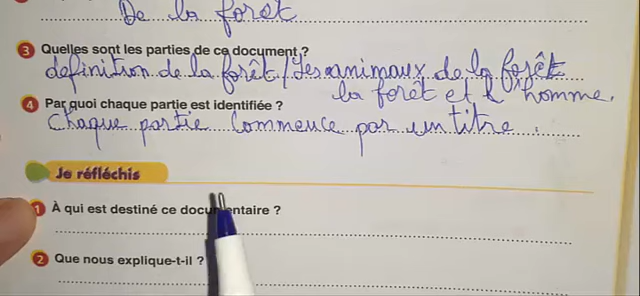 De la forêt
3 Quelles sont les parties de ce document ?
définition de la forêt / les animaux de la forêt
la forêt et l'homme.
4 Par quoi chaque partie est identifiée ?
chaque partie commence par un titre.
Je réfléchis
1 À qui est destiné ce documentaire ?
2 Que nous explique-t-il ?